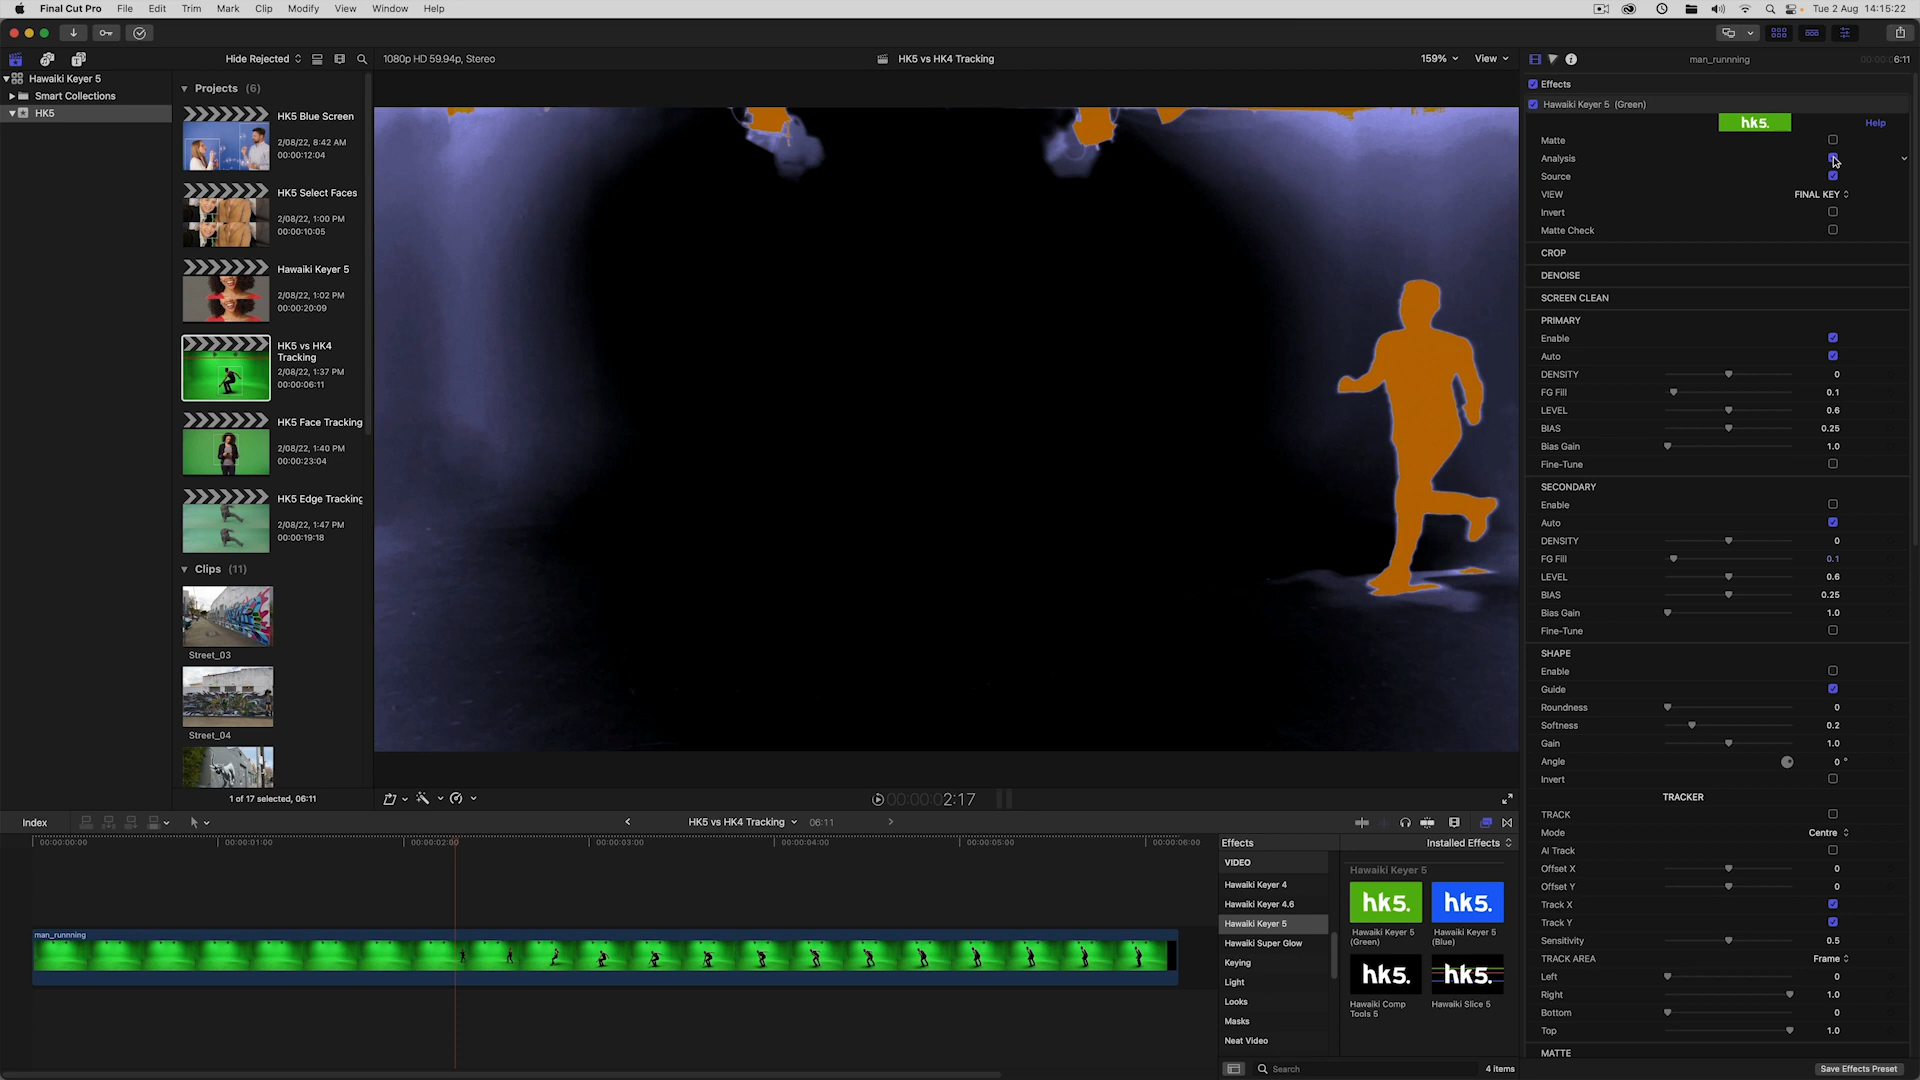 Final Cut Pro File Edit Trim Mark Clip Modify View Window Help
Tue 2 Aug 14:15:22
Hide Rejected
1080p HD 59.94p, Stereo
HK5 vs HK4 Tracking
159%
View
man_runnning
6:11
Hawaiki Keyer 5
Smart Collections
HK5
Projects (6)
HK5 Blue Screen
2/08/22, 8:42 AM
00:00:12:04
HK5 Select Faces
2/08/22, 1:00 PM
00:00:10:05
Hawaiki Keyer 5
2/08/22, 1:02 PM
00:00:20:09
HK5 vs HK4
Tracking
2/08/22, 1:37 PM
00:00:06:11
HK5 Face Tracking
2/08/22, 1:40 PM
00:00:23:04
HK5 Edge Tracking
2/08/22, 1:47 PM
00:00:19:18
Clips (11)
Street_03
Street_04
1 of 17 selected, 06:11
00:00:00:02:17
Effects
Hawaiki Keyer 5 (Green)
hk5.
Help
Matte
Analysis
Source
VIEW FINAL KEY
Invert
Matte Check
CROP
DENOISE
SCREEN CLEAN
PRIMARY
Enable
Auto
DENSITY 0
FG Fill 0.1
LEVEL 0.6
BIAS 0.25
Bias Gain 1.0
Fine-Tune
SECONDARY
Enable
Auto
DENSITY 0
FG Fill 0.1
LEVEL 0.6
BIAS 0.25
Bias Gain 1.0
Fine-Tune
SHAPE
Enable
Guide
Roundness 0
Softness 0.2
Gain 1.0
Angle 0 °
Invert
TRACKER
TRACK
Mode Centre
AI Track
Offset X 0
Offset Y 0
Track X
Track Y
Sensitivity 0.5
TRACK AREA Frame
Left 0
Right 1.0
Bottom 0
Top 1.0
MATTE
Save Effects Preset
Index
HK5 vs HK4 Tracking 06:11
00:00:00:00 00:00:01:00 00:00:02:00 00:00:03:00 00:00:04:00 00:00:05:00 00:00:06:00
man_runnning
Effects
Installed Effects
VIDEO
Hawaiki Keyer 4
Hawaiki Keyer 4.6
Hawaiki Keyer 5
Hawaiki Super Glow
Keying
Light
Looks
Masks
Neat Video
Hawaiki Keyer 5
hk5. hk5.
Hawaiki Keyer 5
(Green)
Hawaiki Keyer 5
(Blue)
hk5. hk5.
Hawaiki Comp
Tools 5
Hawaiki Slice 5
Search
4 items